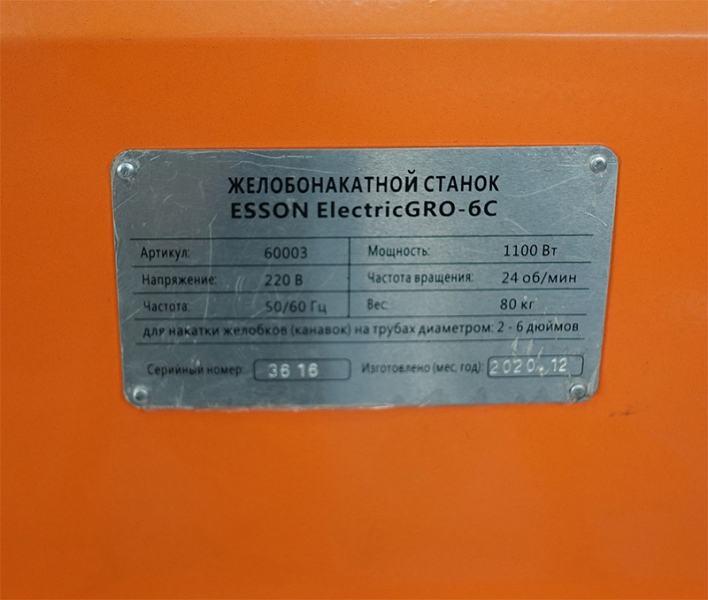 ЖЕЛОБОНАКАТНОЙ СТАНОК
ESSON ElectricGRO-6C
Артикул: 60003 Мощность: 1100 Вт
Напряжение: 220 В Частота вращения: 24 об/мин
Частота: 50/60 Гц Вес: 80 кг
для накатки желобков (канавок) на трубах диаметром: 2 - 6 дюймов
Серийный номер: 3616 Изготовлено (мес, год): 2020.12